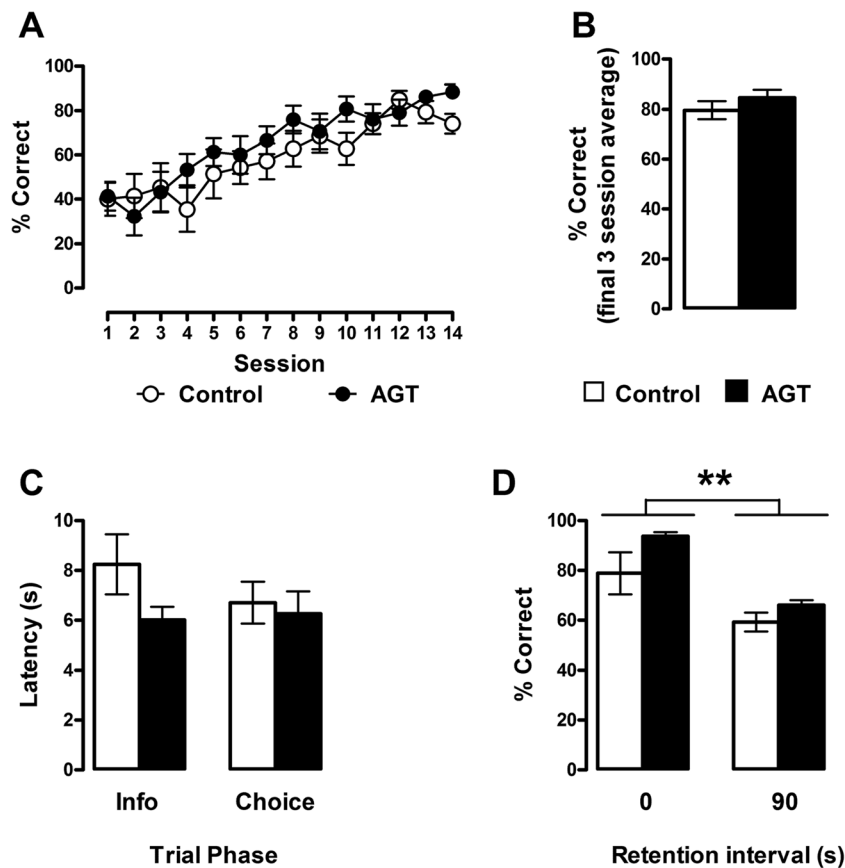 A
% Correct
100
80
60
40
20
0
1 2 3 4 5 6 7 8 9 10 11 12 13 14
Session
Control AGT
B
% Correct
(final 3 session average)
100
80
60
40
20
0
Control AGT
C
Latency (s)
10
8
6
4
2
0
Info Choice
Trial Phase
D
**
% Correct
100
80
60
40
20
0
0 90
Retention interval (s)